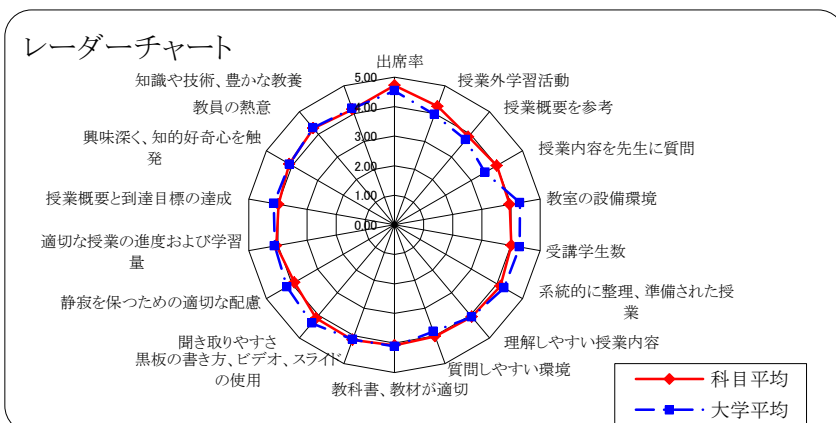 レーダーチャート
出席率
授業外学習活動
授業概要を参考
授業内容を先生に質問
教室の設備環境
受講学生数
系統的に整理、準備された授
業
理解しやすい授業内容
質問しやすい環境
教科書、教材が適切
黒板の書き方、ビデオ、スライド
の使用
聞き取りやすさ
静寂を保つための適切な配慮
適切な授業の進度および学習
量
授業概要と到達目標の達成
興味深く、知的好奇心を触
発
教員の熱意
知識や技術、豊かな教養
5.00
4.00
3.00
2.00
1.00
0.00
科目平均
大学平均